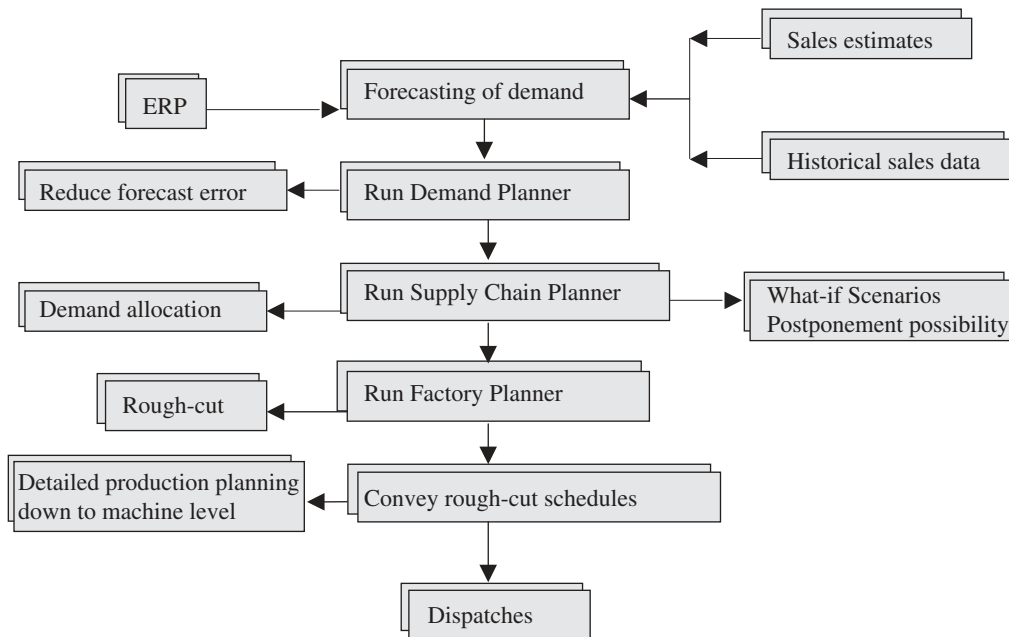 Sales estimates
Forecasting of demand
ERP
Historical sales data
Reduce forecast error
Run Demand Planner
Run Supply Chain Planner
Demand allocation
What-if Scenarios
Postponement possibility
Run Factory Planner
Rough-cut
Detailed production planning
down to machine level
Convey rough-cut schedules
Dispatches